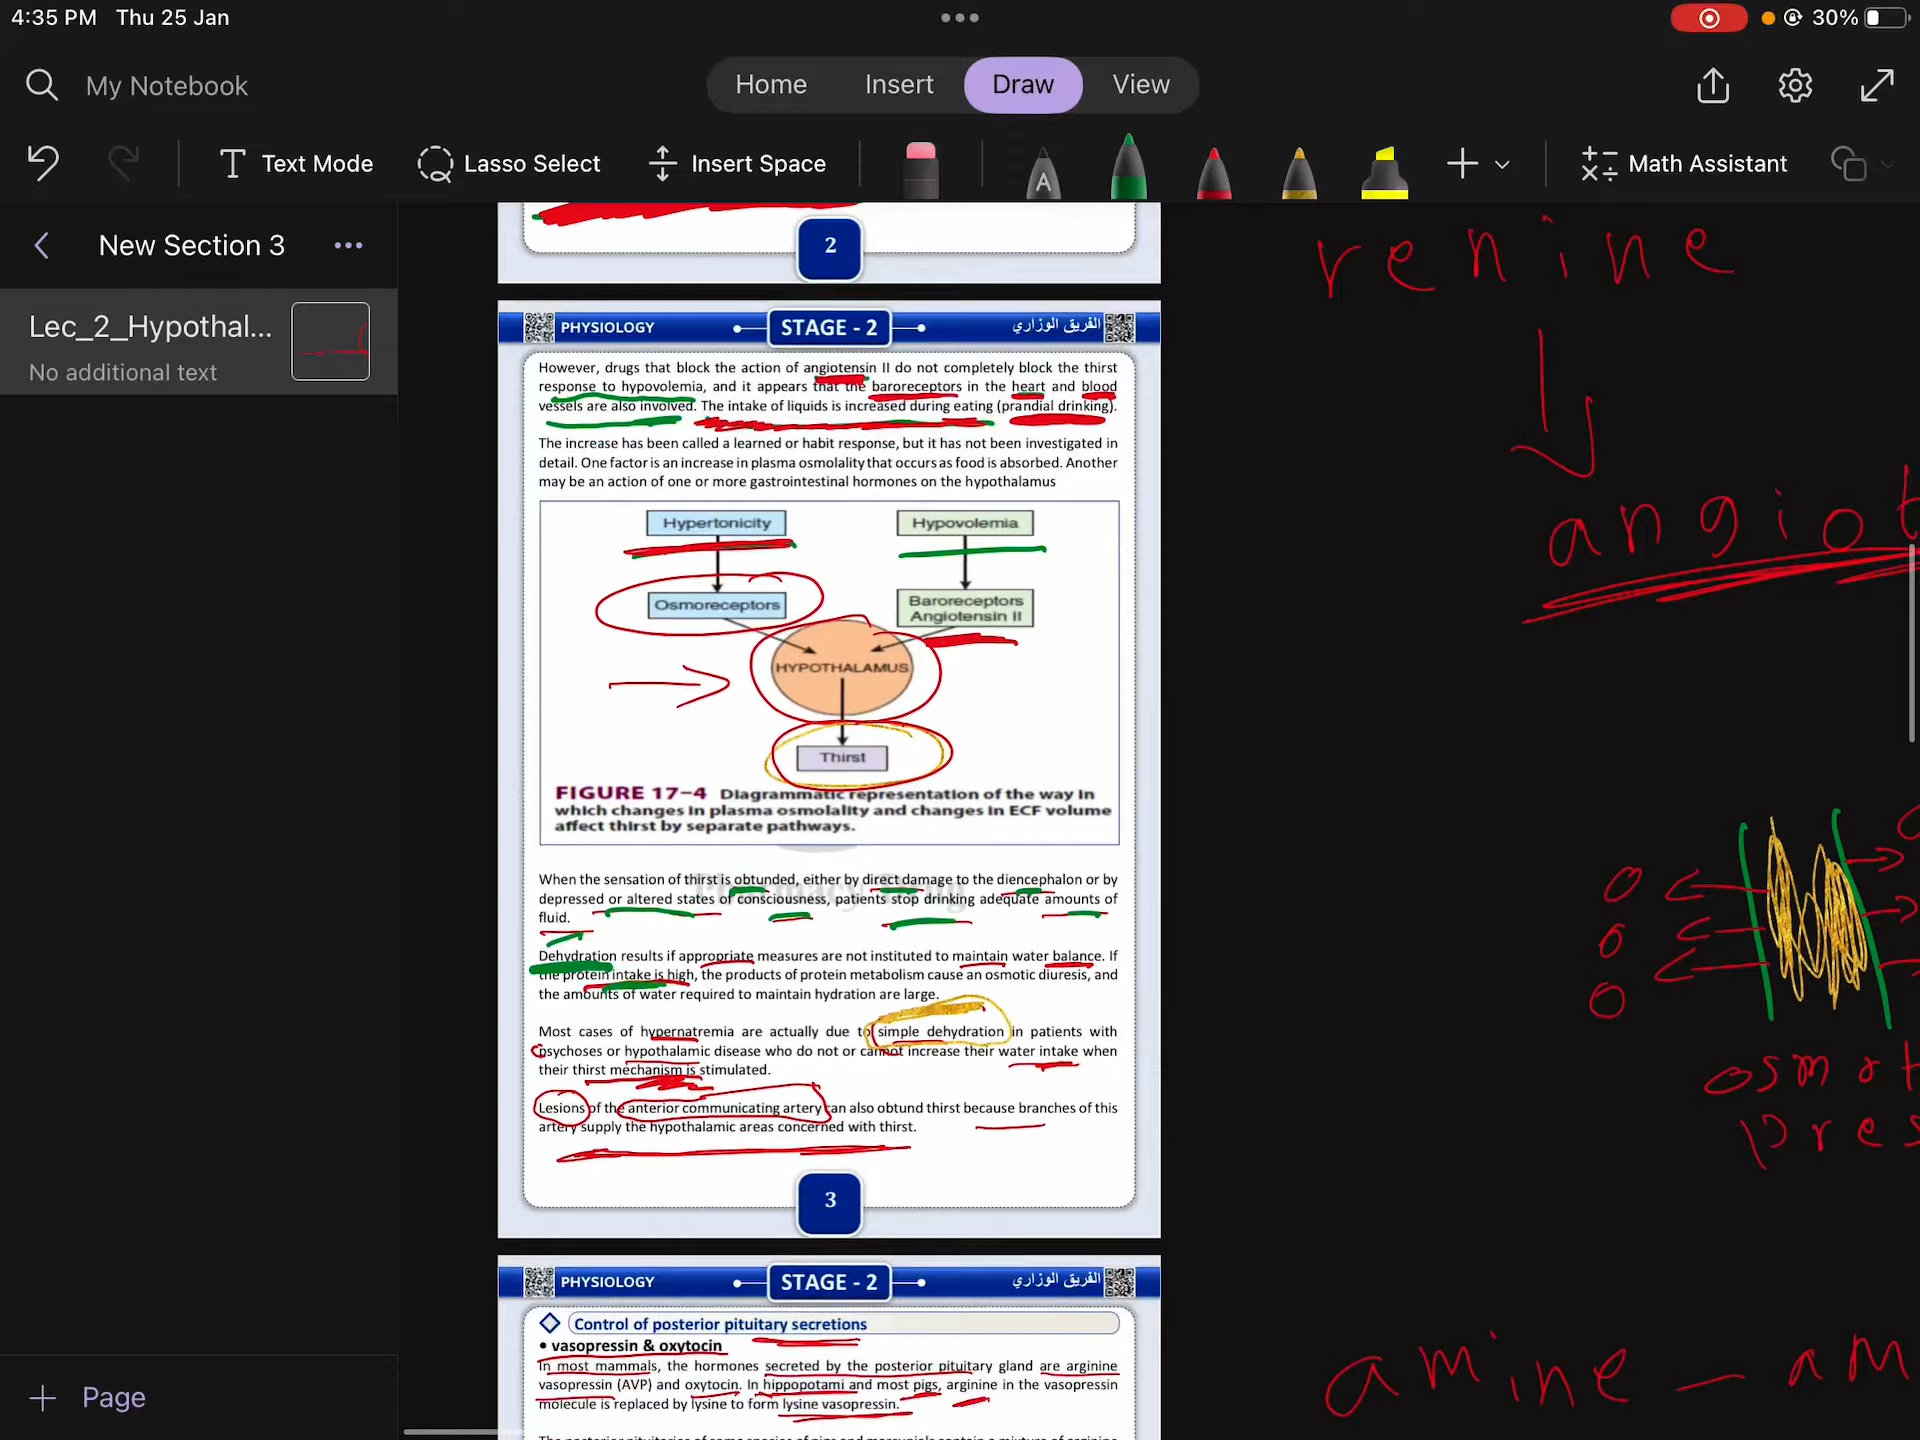 4:35 PM Thu 25 Jan
30%
My Notebook
Home Insert Draw View
Text Mode Lasso Select Insert Space
A
Math Assistant
New Section 3
Lec_2_Hypothal...
No additional text
Page
2
PHYSIOLOGY
STAGE - 2
الفريق الوزاري
However, drugs that block the action of angiotensin II do not completely block the thirst
response to hypovolemia, and it appears that the baroreceptors in the heart and blood
vessels are also involved. The intake of liquids is increased during eating (prandial drinking).
The increase has been called a learned or habit response, but it has not been investigated in
detail. One factor is an increase in plasma osmolality that occurs as food is absorbed. Another
may be an action of one or more gastrointestinal hormones on the hypothalamus
Hypertonicity
Hypovolemia
Osmoreceptors
Baroreceptors
Angiotensin II
HYPOTHALAMUS
Thirst
FIGURE 17–4 Diagrammatic representation of the way in
which changes in plasma osmolality and changes in ECF volume
affect thirst by separate pathways.
When the sensation of thirst is obtunded, either by direct damage to the diencephalon or by
depressed or altered states of consciousness, patients stop drinking adequate amounts of
fluid.
Dehydration results if appropriate measures are not instituted to maintain water balance. If
the protein intake is high, the products of protein metabolism cause an osmotic diuresis, and
the amounts of water required to maintain hydration are large.
Most cases of hypernatremia are actually due to simple dehydration in patients with
psychoses or hypothalamic disease who do not or cannot increase their water intake when
their thirst mechanism is stimulated.
Lesions of the anterior communicating artery can also obtund thirst because branches of this
artery supply the hypothalamic areas concerned with thirst.
3
PHYSIOLOGY
STAGE - 2
الفريق الوزاري
Control of posterior pituitary secretions
• vasopressin & oxytocin
In most mammals, the hormones secreted by the posterior pituitary gland are arginine
vasopressin (AVP) and oxytocin. In hippopotami and most pigs, arginine in the vasopressin
molecule is replaced by lysine to form lysine vasopressin.
renine
angiot
osmot
pres
amine - am